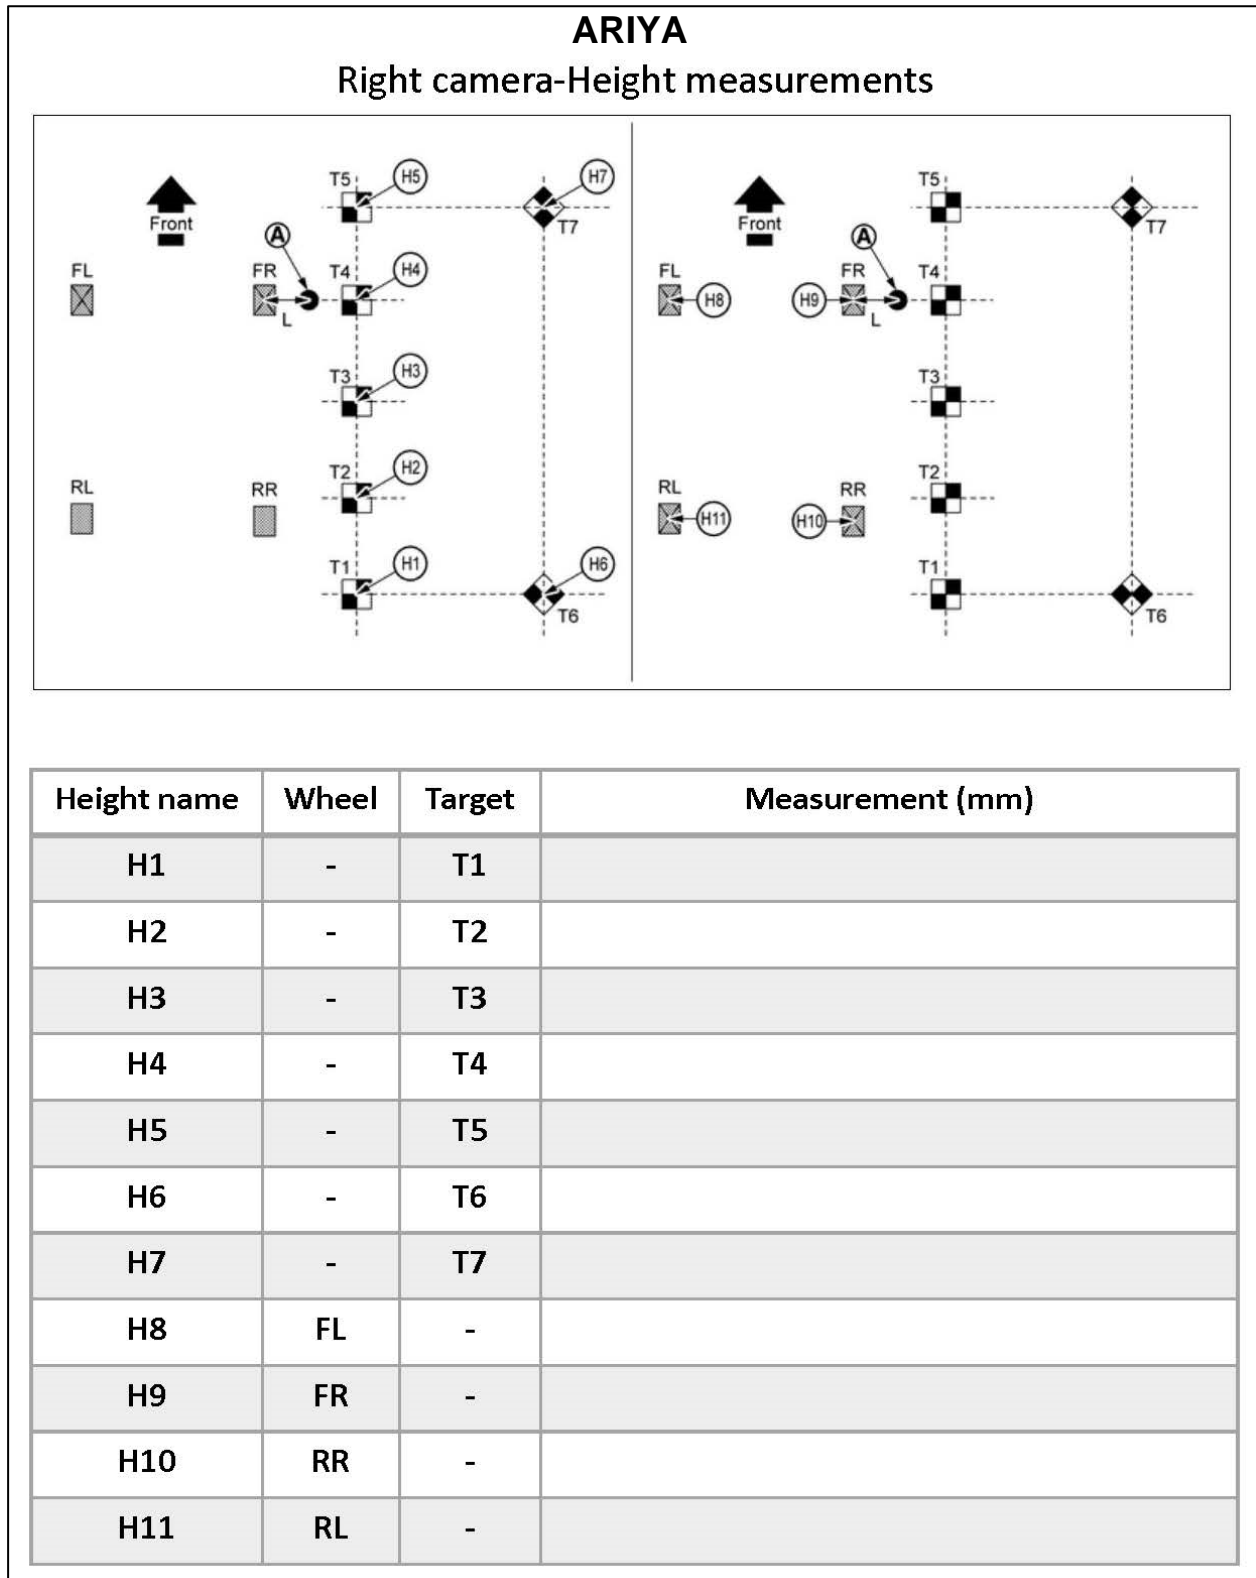 ARIYA
Right camera-Height measurements
T5 H5 H7
Front
T7
A
FL FR T4 H4
L
T3 H3
T2 H2
RL RR
T1 H1 H6
T6
T5
Front
T7
A
FL FR T4
H8 H9
L
T3
T2
RL RR
H11 H10
T1
T6
Height name Wheel Target Measurement (mm)
H1 - T1
H2 - T2
H3 - T3
H4 - T4
H5 - T5
H6 - T6
H7 - T7
H8 FL -
H9 FR -
H10 RR -
H11 RL -